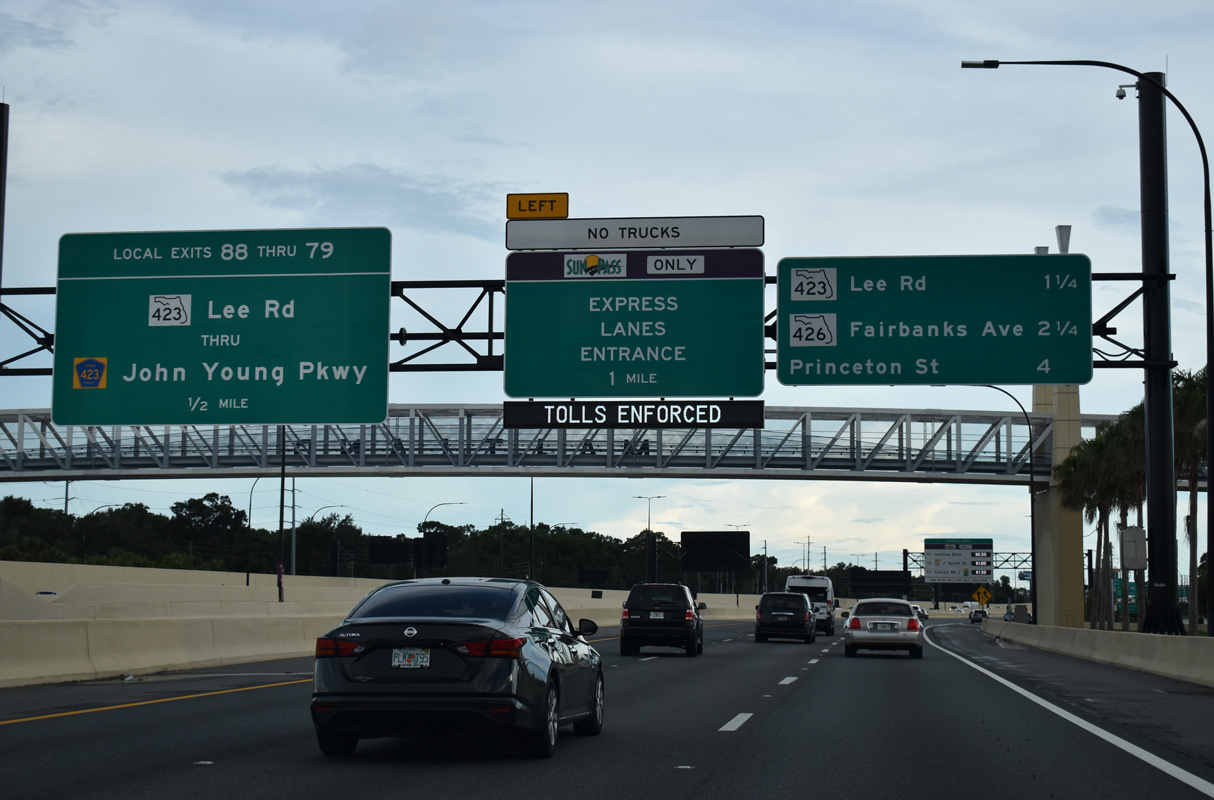 LOCAL EXITS 88 THRU 79
423 Lee Rd
THRU
423 John Young Pkwy
1/2 MILE
LEFT
NO TRUCKS
SUNPASS ONLY
EXPRESS
LANES
ENTRANCE
1 MILE
TOLLS ENFORCED
423 Lee Rd 1 1/4
426 Fairbanks Ave 2 1/4
Princeton St 4
ALTIMA